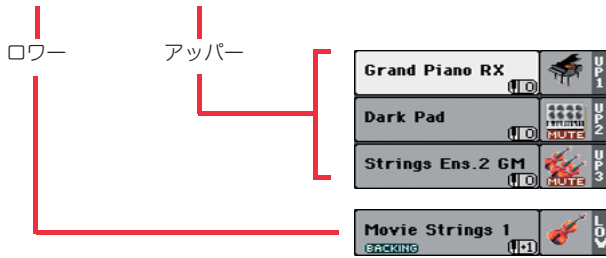 ロワー アッパー
Grand Piano RX UP1
0
Dark Pad UP2
0 MUTE
Strings Ens.2 GM UP3
0 MUTE
Movie Strings 1 LOW
BACKING +1